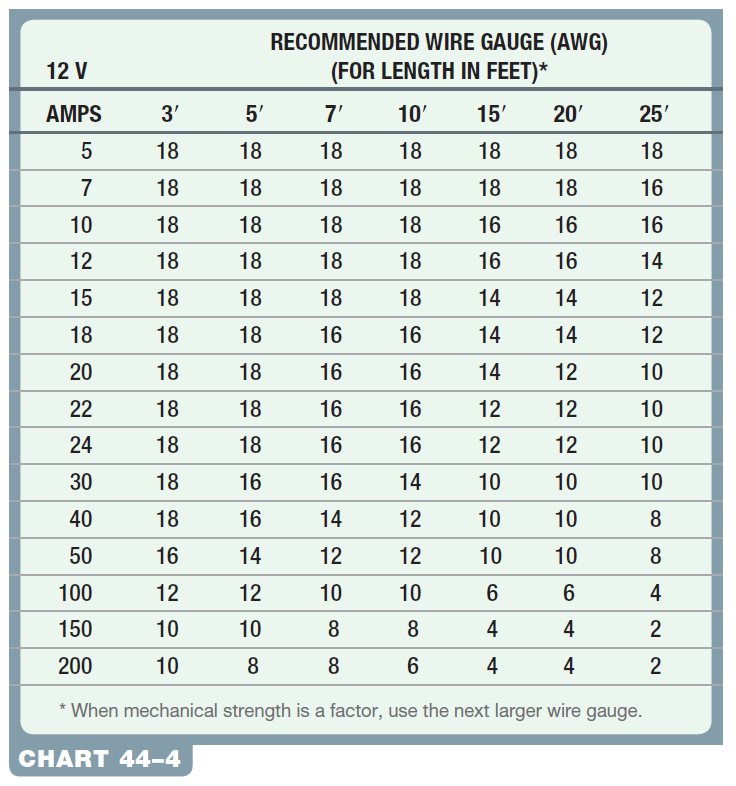 RECOMMENDED WIRE GAUGE (AWG)
12 V (FOR LENGTH IN FEET)*
AMPS 3′ 5′ 7′ 10′ 15′ 20′ 25′
5 18 18 18 18 18 18 18
7 18 18 18 18 18 18 16
10 18 18 18 18 16 16 16
12 18 18 18 18 16 16 14
15 18 18 18 18 14 14 12
18 18 18 16 16 14 14 12
20 18 18 16 16 14 12 10
22 18 18 16 16 12 12 10
24 18 18 16 16 12 12 10
30 18 16 16 14 10 10 10
40 18 16 14 12 10 10 8
50 16 14 12 12 10 10 8
100 12 12 10 10 6 6 4
150 10 10 8 8 4 4 2
200 10 8 8 6 4 4 2
* When mechanical strength is a factor, use the next larger wire gauge.
CHART 44–4